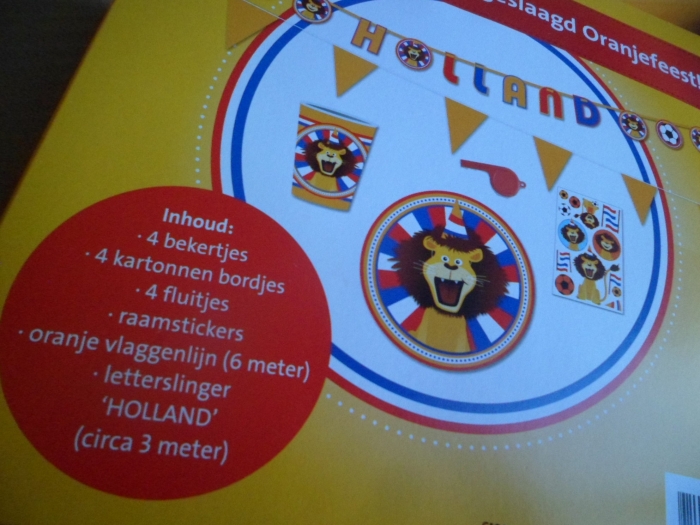 geslaagd Oranjefeest!
HOLLAND
Inhoud:
· 4 bekertjes
· 4 kartonnen bordjes
· 4 fluitjes
· raamstickers
· oranje vlaggenlijn (6 meter)
· letterslinger
‘HOLLAND’
(circa 3 meter)